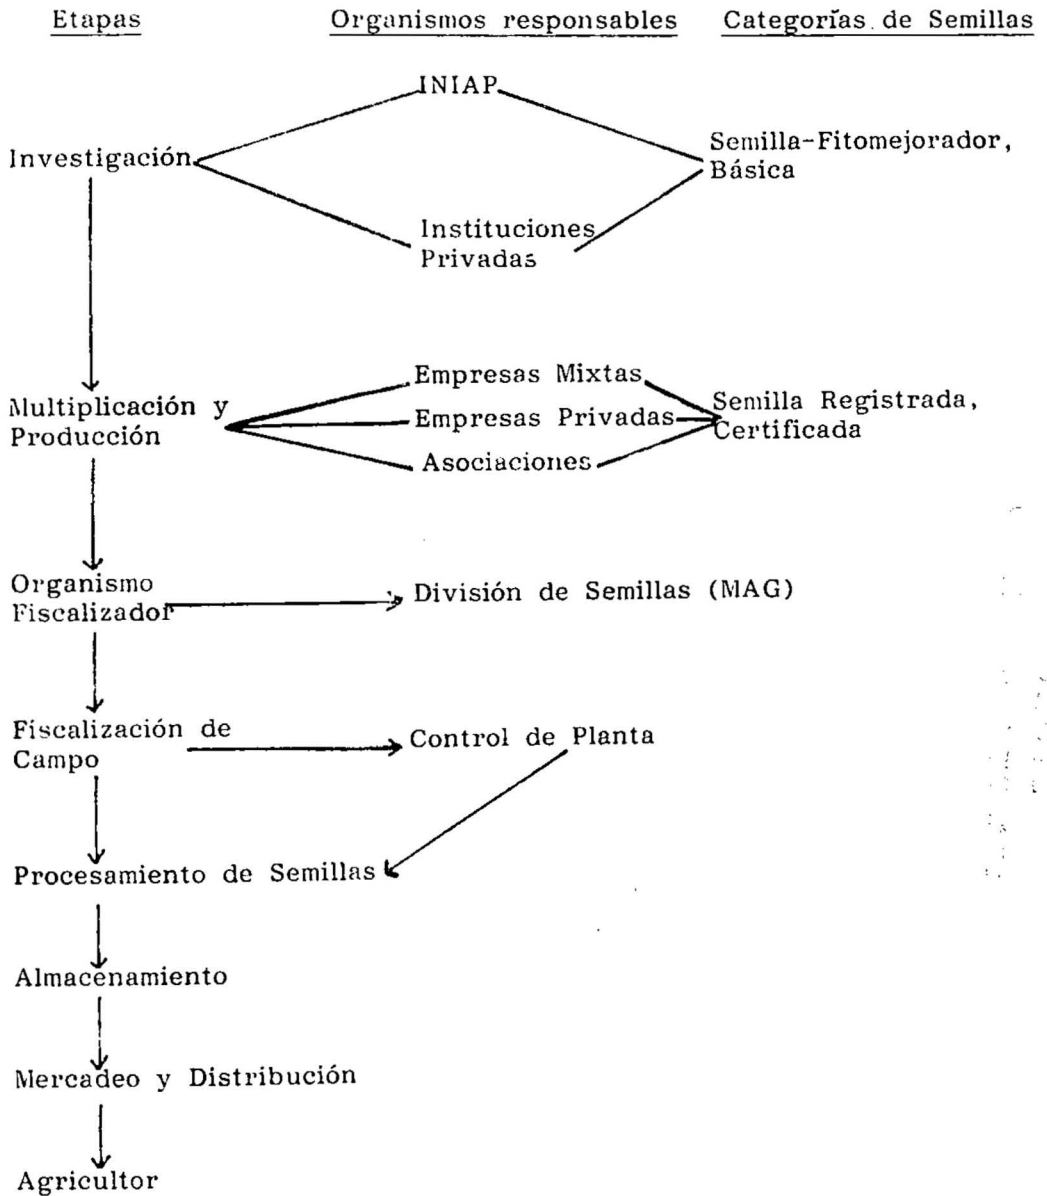 Etapas
Organismos responsables
Categorías de Semillas
INIAP
Investigación
Semilla-Fitomejorador,
Básica
Instituciones
Privadas
Multiplicación y
Producción
Empresas Mixtas
Empresas Privadas
Asociaciones
Semilla Registrada,
Certificada
Organismo
Fiscalizador
División de Semillas (MAG)
Fiscalización de
Campo
Control de Planta
Procesamiento de Semillas
Almacenamiento
Mercadeo y Distribución
Agricultor